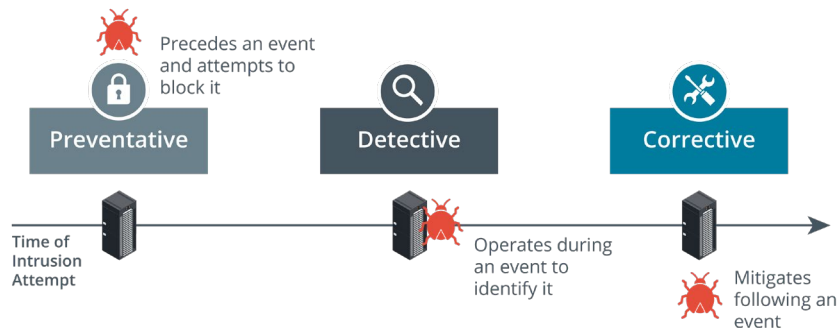 Precedes an event
and attempts to
block it
Preventative
Detective
Corrective
Time of
Intrusion
Attempt
Operates during
an event to
identify it
Mitigates
following an
event